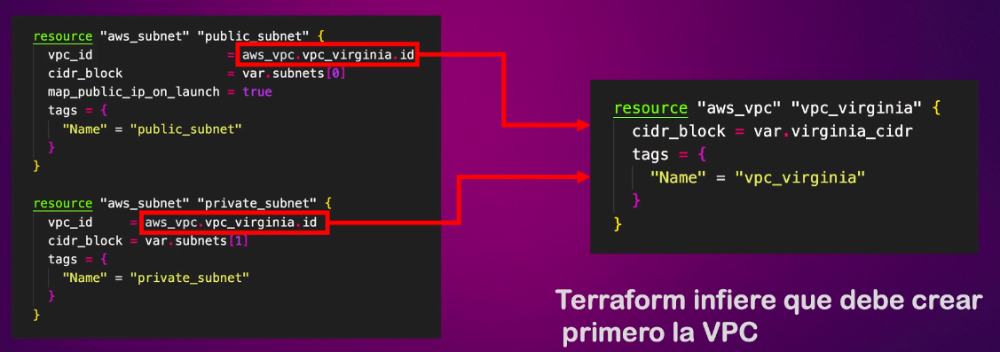 resource "aws_subnet" "public_subnet" {
  vpc_id                  = aws_vpc.vpc_virginia.id
  cidr_block              = var.subnets[0]
  map_public_ip_on_launch = true
  tags = {
    "Name" = "public_subnet"
  }
}
resource "aws_subnet" "private_subnet" {
  vpc_id     = aws_vpc.vpc_virginia.id
  cidr_block = var.subnets[1]
  tags = {
    "Name" = "private_subnet"
  }
}
resource "aws_vpc" "vpc_virginia" {
  cidr_block = var.virginia_cidr
  tags = {
    "Name" = "vpc_virginia"
  }
}
Terraform infiere que debe crear
primero la VPC